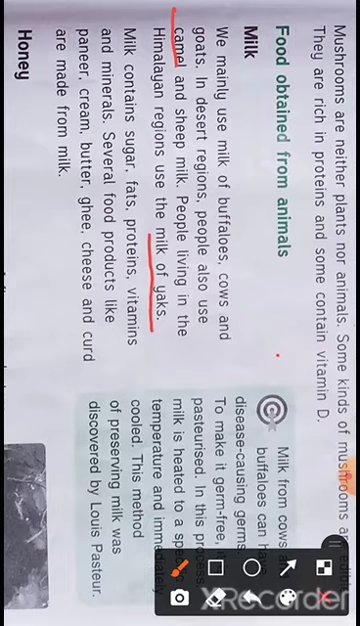 Mushrooms are neither plants nor animals. Some kinds of mushrooms are edible.
They are rich in proteins and some contain vitamin D.
Food obtained from animals
Milk
We mainly use milk of buffaloes, cows and
goats. In desert regions, people also use
camel and sheep milk. People living in the
Himalayan regions use the milk of yaks.
Milk contains sugar, fats, proteins, vitamins
and minerals. Several food products like
paneer, cream, butter, ghee, cheese and curd
are made from milk.
Honey
Milk from cows
buffaloes can have
disease-causing germs
To make it germ-free,
pasteurised. In this process,
milk is heated to a
temperature and immediately
cooled. This method
of preserving milk was
discovered by Louis Pasteur.
XRecorder